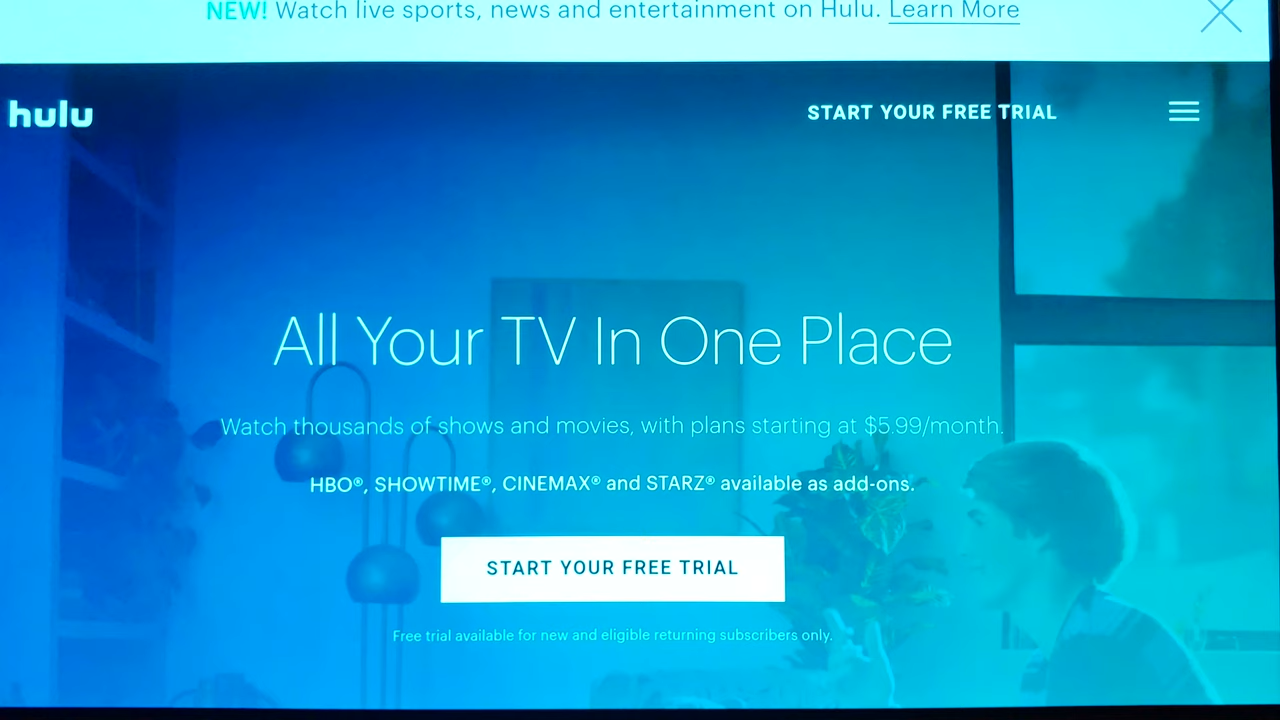 NEW! Watch live sports, news and entertainment on Hulu. Learn More
hulu
START YOUR FREE TRIAL
All Your TV In One Place
Watch thousands of shows and movies, with plans starting at $5.99/month.
HBO®, SHOWTIME®, CINEMAX® and STARZ® available as add-ons.
START YOUR FREE TRIAL
Free trial available for new and eligible returning subscribers only.